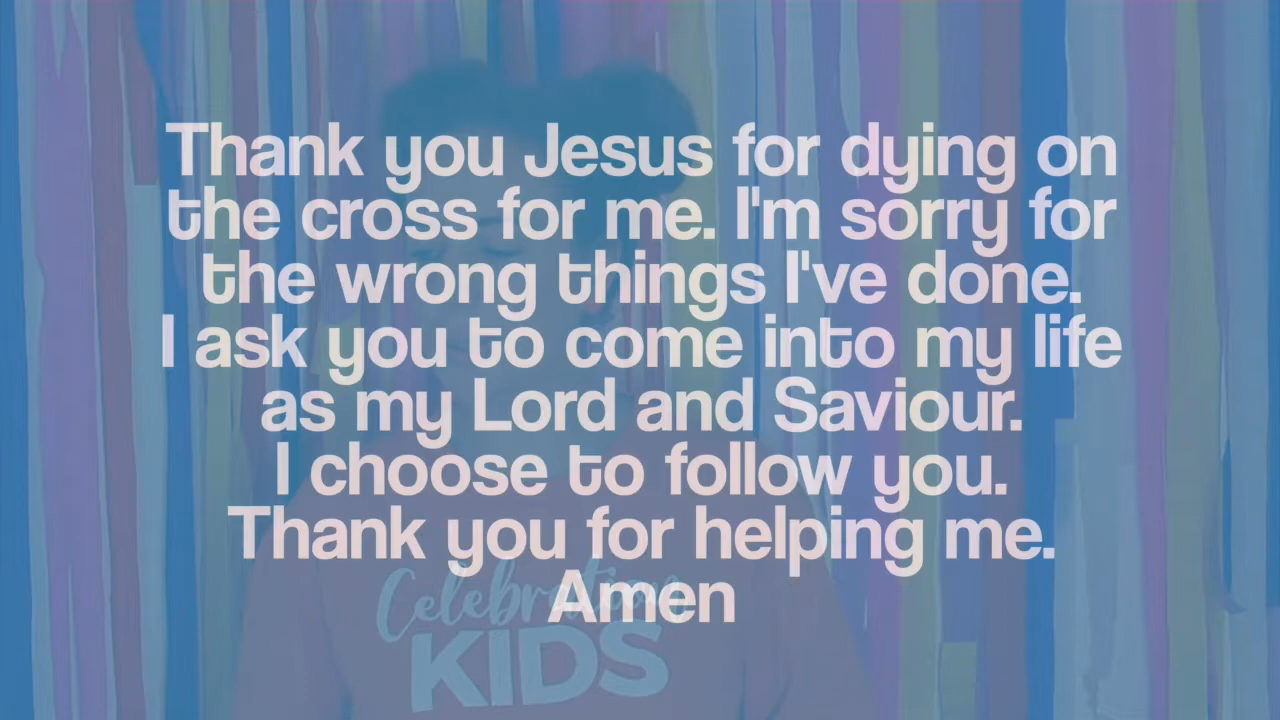 Thank you Jesus for dying on
the cross for me. I'm sorry for
the wrong things I've done.
I ask you to come into my life
as my Lord and Saviour.
I choose to follow you.
Thank you for helping me.
Amen
Celebration
KIDS